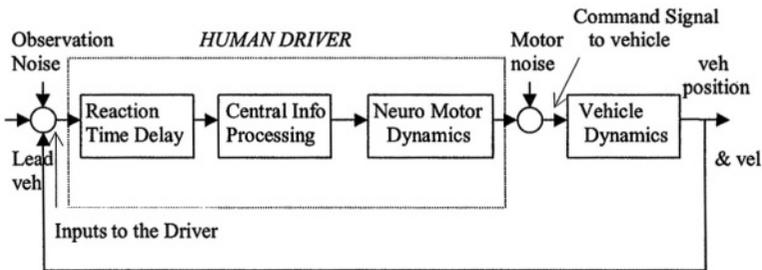 Observation
Noise
HUMAN DRIVER
Motor
noise
Command Signal
to vehicle
veh
position
Reaction
Time Delay
Central Info
Processing
Neuro Motor
Dynamics
Vehicle
Dynamics
Lead
veh
& vel
Inputs to the Driver